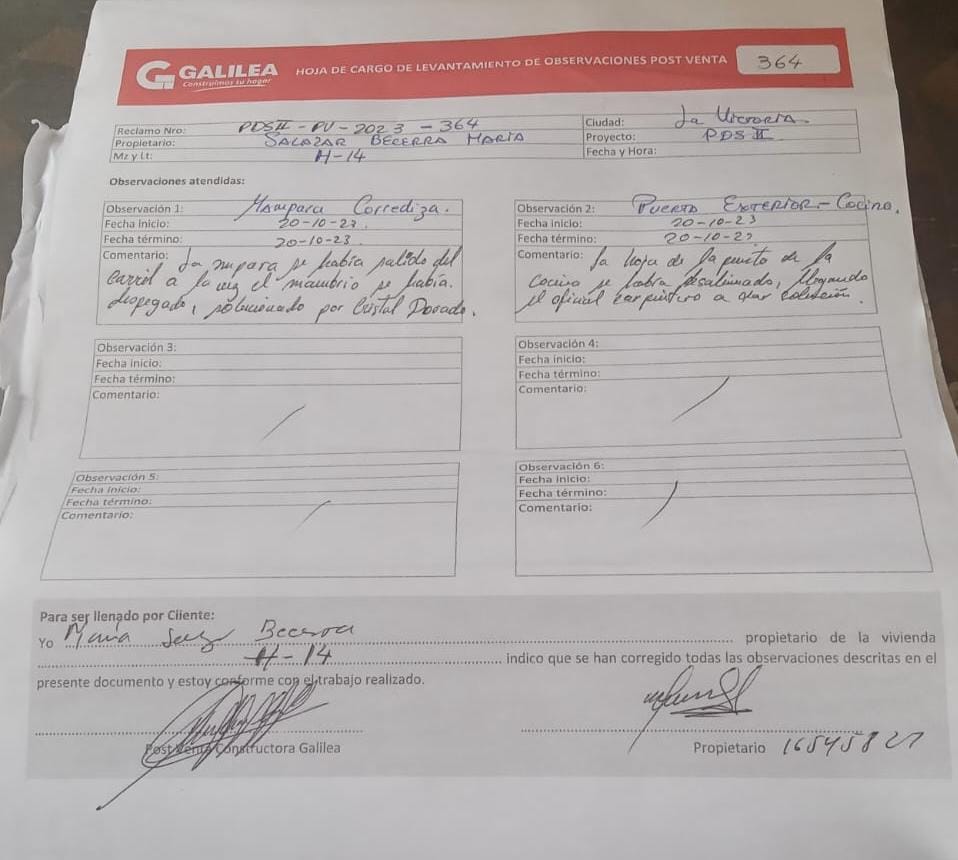 GALILEA
Construimos tu hogar
HOJA DE CARGO DE LEVANTAMIENTO DE OBSERVACIONES POST VENTA 364
Reclamo Nro: PDSII - PV - 2023 - 364
Propietario: SALAZAR BECERRA MARIA
Mz y Lt: H-14
Ciudad: La Victoria
Proyecto: PDS II
Fecha y Hora:
Observaciones atendidas:
Observación 1: Mampara Corrediza.
Fecha inicio: 20-10-23.
Fecha término: 20-10-23.
Comentario: La mpara se había salido del
carril a la vez el manubrio se había.
despegado, solucionado por Cristal Dorado.
Observación 2: PUERTA EXTERIOR - Cocina.
Fecha inicio: 20-10-23
Fecha término: 20-10-23
Comentario: la hoja de la puerta de la
cocina se había desalineado, llegando
el oficial carpintero a dar solución.
Observación 3:
Fecha inicio:
Fecha término:
Comentario:
Observación 4:
Fecha inicio:
Fecha término:
Comentario:
Observación 5:
Fecha inicio:
Fecha término:
Comentario:
Observación 6:
Fecha inicio:
Fecha término:
Comentario:
Para ser llenado por Cliente:
Yo María Becerra propietario de la vivienda
H-14 indico que se han corregido todas las observaciones descritas en el
presente documento y estoy conforme con el trabajo realizado.
Post Venta Constructora Galilea
Propietario 16545827